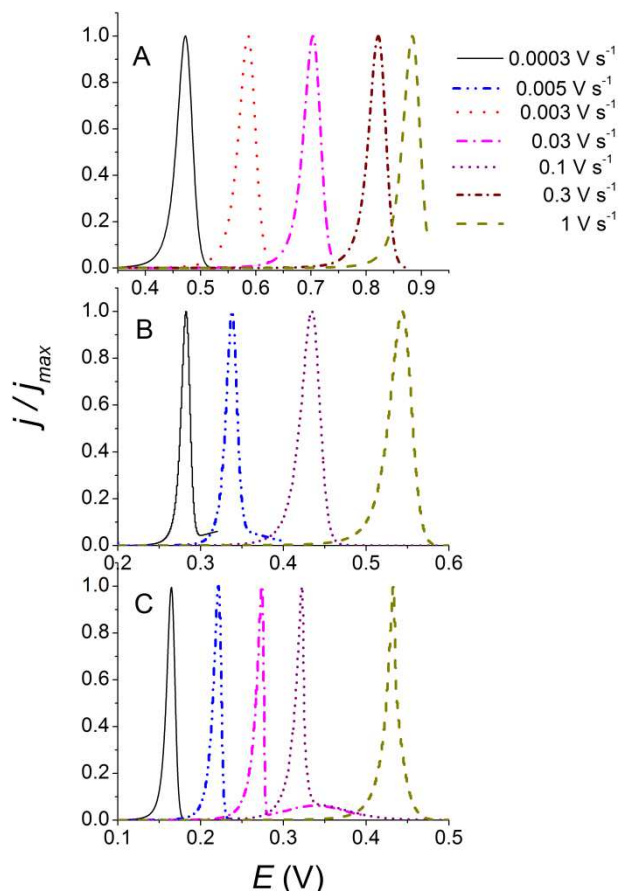 A
1.0
0.8
0.6
0.4
0.2
0.0
0.4 0.5 0.6 0.7 0.8 0.9
0.0003 V s⁻¹
0.005 V s⁻¹
0.003 V s⁻¹
0.03 V s⁻¹
0.1 V s⁻¹
0.3 V s⁻¹
1 V s⁻¹
j / jmax
B
1.0
0.8
0.6
0.4
0.2
0.0
0.2 0.3 0.4 0.5 0.6
C
1.0
0.8
0.6
0.4
0.2
0.0
0.1 0.2 0.3 0.4 0.5
E (V)